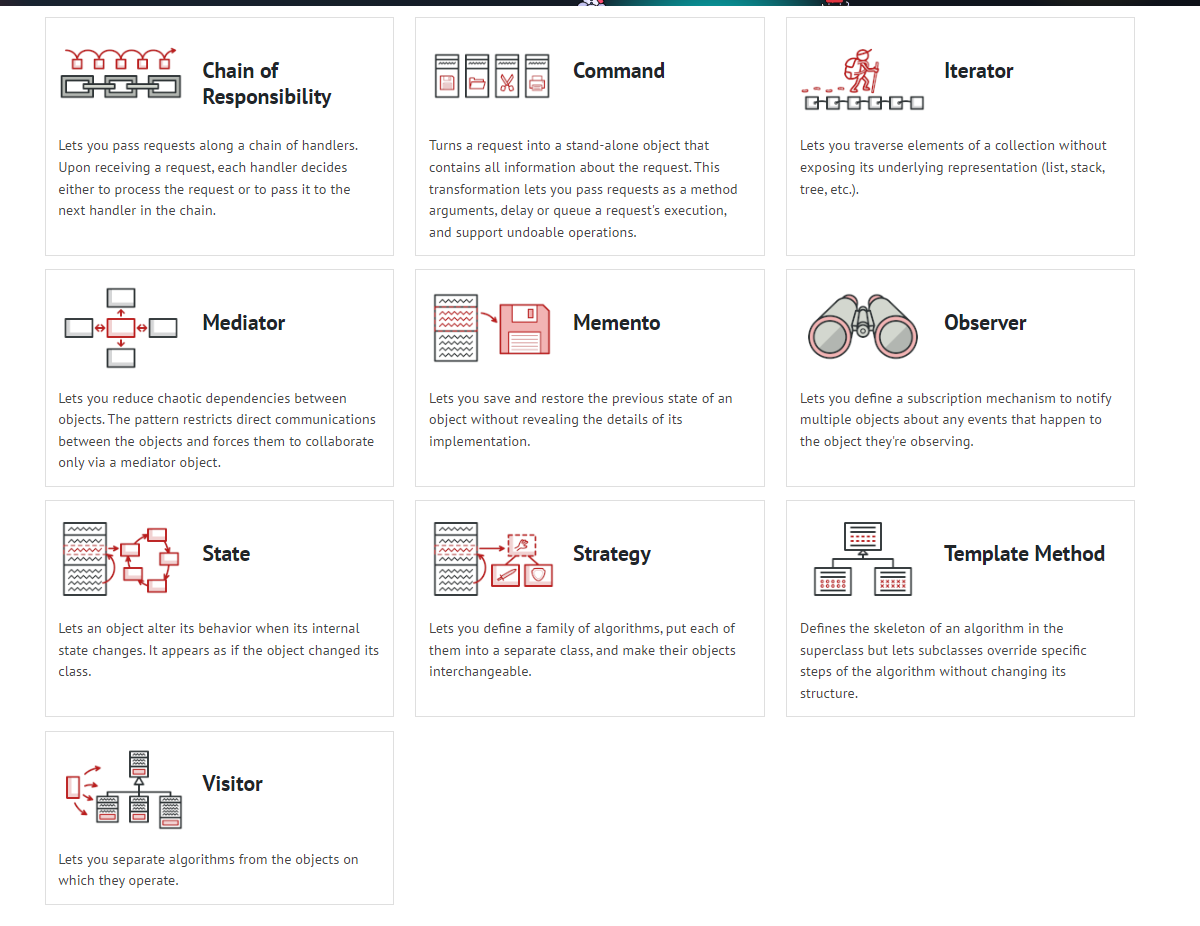 Chain of
Responsibility
Lets you pass requests along a chain of handlers.
Upon receiving a request, each handler decides
either to process the request or to pass it to the
next handler in the chain.
Command
Turns a request into a stand-alone object that
contains all information about the request. This
transformation lets you pass requests as a method
arguments, delay or queue a request's execution,
and support undoable operations.
Iterator
Lets you traverse elements of a collection without
exposing its underlying representation (list, stack,
tree, etc.).
Mediator
Lets you reduce chaotic dependencies between
objects. The pattern restricts direct communications
between the objects and forces them to collaborate
only via a mediator object.
Memento
Lets you save and restore the previous state of an
object without revealing the details of its
implementation.
Observer
Lets you define a subscription mechanism to notify
multiple objects about any events that happen to
the object they're observing.
State
Lets an object alter its behavior when its internal
state changes. It appears as if the object changed its
class.
Strategy
Lets you define a family of algorithms, put each of
them into a separate class, and make their objects
interchangeable.
Template Method
Defines the skeleton of an algorithm in the
superclass but lets subclasses override specific
steps of the algorithm without changing its
structure.
Visitor
Lets you separate algorithms from the objects on
which they operate.